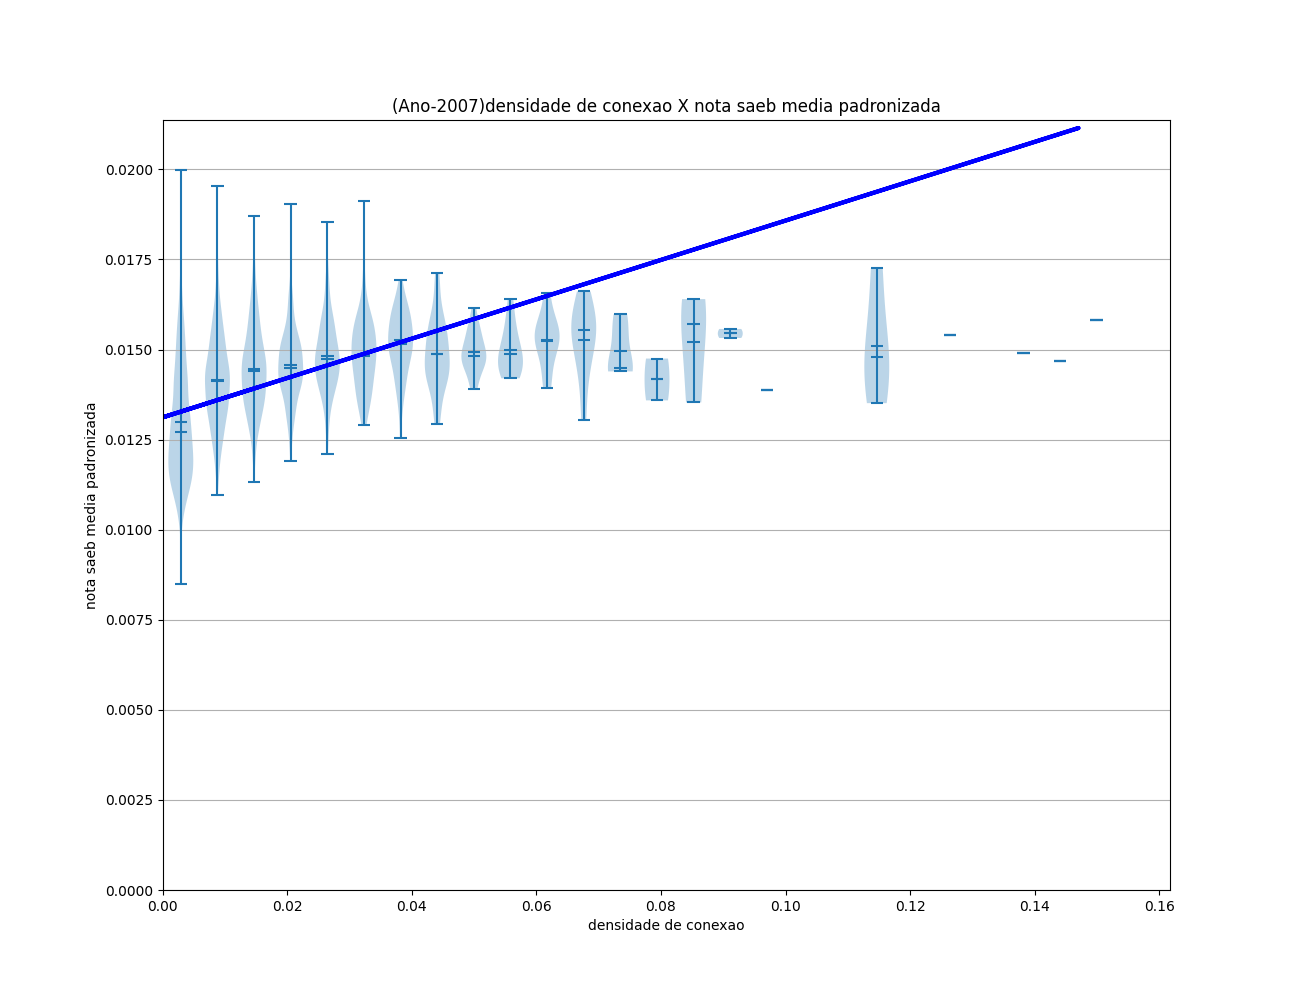 (Ano-2007)densidade de conexao X nota saeb media padronizada
0.0200
0.0175
0.0150
0.0125
0.0100
0.0075
0.0050
0.0025
0.0000
nota saeb media padronizada
0.00 0.02 0.04 0.06 0.08 0.10 0.12 0.14 0.16
densidade de conexao